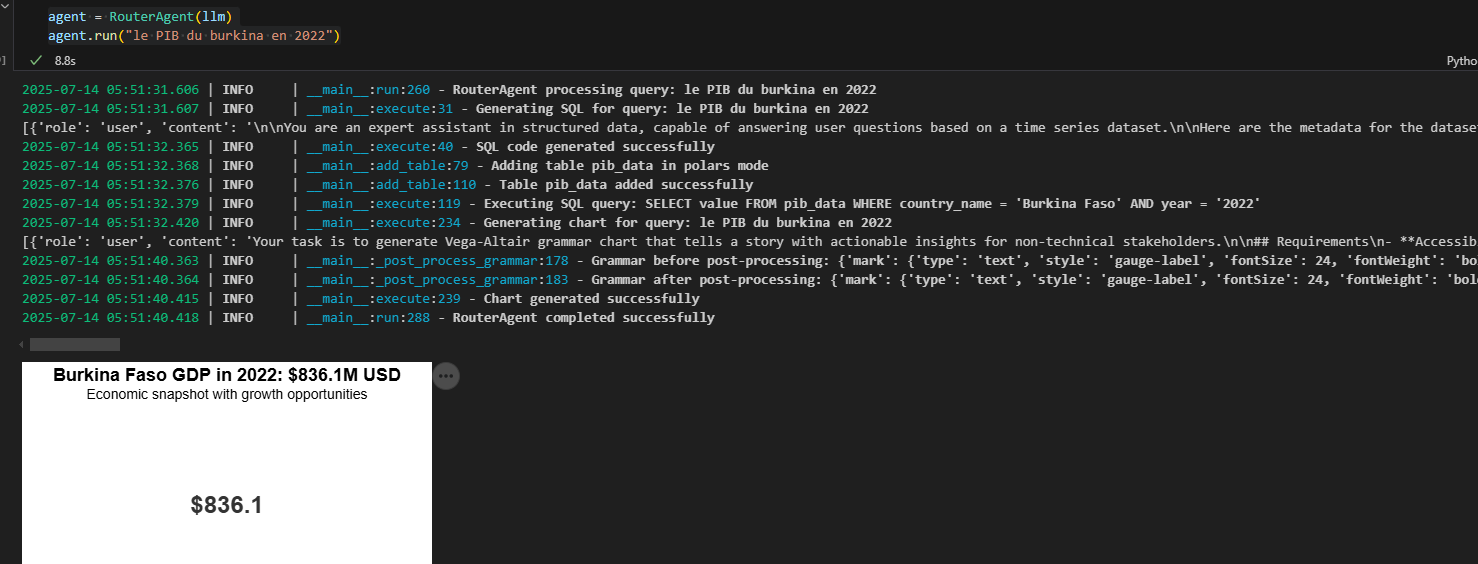 agent = RouterAgent(llm)
agent.run("le PIB du burkina en 2022")
8.8s
Pytho
2025-07-14 05:51:31.606 | INFO     | __main__:run:260 - RouterAgent processing query: le PIB du burkina en 2022
2025-07-14 05:51:31.607 | INFO     | __main__:execute:31 - Generating SQL for query: le PIB du burkina en 2022
[{'role': 'user', 'content': '\n\nYou are an expert assistant in structured data, capable of answering user questions based on a time series dataset.\n\nHere are the metadata for the dataset
2025-07-14 05:51:32.365 | INFO     | __main__:execute:40 - SQL code generated successfully
2025-07-14 05:51:32.368 | INFO     | __main__:add_table:79 - Adding table pib_data in polars mode
2025-07-14 05:51:32.376 | INFO     | __main__:add_table:110 - Table pib_data added successfully
2025-07-14 05:51:32.379 | INFO     | __main__:execute:119 - Executing SQL query: SELECT value FROM pib_data WHERE country_name = 'Burkina Faso' AND year = '2022'
2025-07-14 05:51:32.420 | INFO     | __main__:execute:234 - Generating chart for query: le PIB du burkina en 2022
[{'role': 'user', 'content': 'Your task is to generate Vega-Altair grammar chart that tells a story with actionable insights for non-technical stakeholders.\n\n## Requirements\n- **Accessib
2025-07-14 05:51:40.363 | INFO     | __main__:_post_process_grammar:178 - Grammar before post-processing: {'mark': {'type': 'text', 'style': 'gauge-label', 'fontSize': 24, 'fontWeight': 'bo
2025-07-14 05:51:40.364 | INFO     | __main__:_post_process_grammar:183 - Grammar after post-processing: {'mark': {'type': 'text', 'style': 'gauge-label', 'fontSize': 24, 'fontWeight': 'bol
2025-07-14 05:51:40.415 | INFO     | __main__:execute:239 - Chart generated successfully
2025-07-14 05:51:40.418 | INFO     | __main__:run:288 - RouterAgent completed successfully
Burkina Faso GDP in 2022: $836.1M USD
Economic snapshot with growth opportunities
$836.1